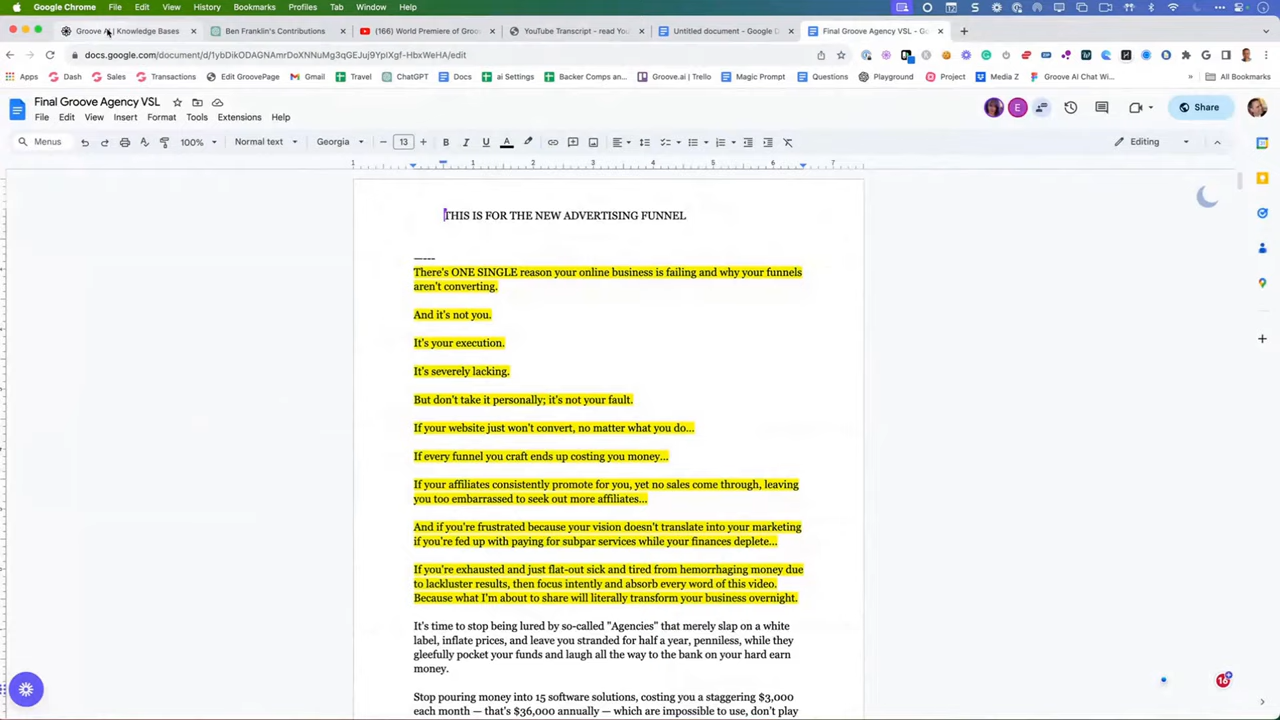 Google Chrome File Edit View History Bookmarks Profiles Tab Window Help
Groove AI | Knowledge Bases
Ben Franklin's Contributions
(166) World Premiere of Groo
YouTube Transcript - read You
Untitled document - Google D
Final Groove Agency VSL - Go
docs.google.com/document/d/
/edit
Apps Dash Sales Transactions Edit GroovePage Gmail Travel ChatGPT Docs ai Settings Backer Comps an... Groove.ai | Trello Magic Prompt Questions Playground Project Media Z Groove AI Chat Wi... » All Bookmarks
Final Groove Agency VSL
Share
File Edit View Insert Format Tools Extensions Help
Menus 100% Normal text Georgia 13 B I U A Editing
1 1 2 3 4 5 6 7
THIS IS FOR THE NEW ADVERTISING FUNNEL
—---
There's ONE SINGLE reason your online business is failing and why your funnels
aren't converting.
And it's not you.
It's your execution.
It's severely lacking.
But don't take it personally; it's not your fault.
If your website just won't convert, no matter what you do...
If every funnel you craft ends up costing you money...
If your affiliates consistently promote for you, yet no sales come through, leaving
you too embarrassed to seek out more affiliates...
And if you're frustrated because your vision doesn't translate into your marketing
if you're fed up with paying for subpar services while your finances deplete...
If you're exhausted and just flat-out sick and tired from hemorrhaging money due
to lackluster results, then focus intently and absorb every word of this video.
Because what I'm about to share will literally transform your business overnight.
It's time to stop being lured by so-called "Agencies" that merely slap on a white
label, inflate prices, and leave you stranded for half a year, penniless, while they
gleefully pocket your funds and laugh all the way to the bank on your hard earn
money.
Stop pouring money into 15 software solutions, costing you a staggering $3,000
each month — that's $36,000 annually — which are impossible to use, don't play
16